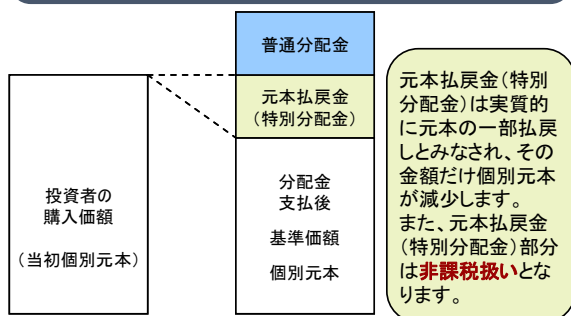 普通分配金
元本払戻金
（特別分配金）
投資者の
購入価額
（当初個別元本）
分配金
支払後
基準価額
個別元本
元本払戻金（特別
分配金）は実質的
に元本の一部払戻
しとみなされ、その
金額だけ個別元本
が減少します。
また、元本払戻金
（特別分配金）部分
は非課税扱いとな
ります。